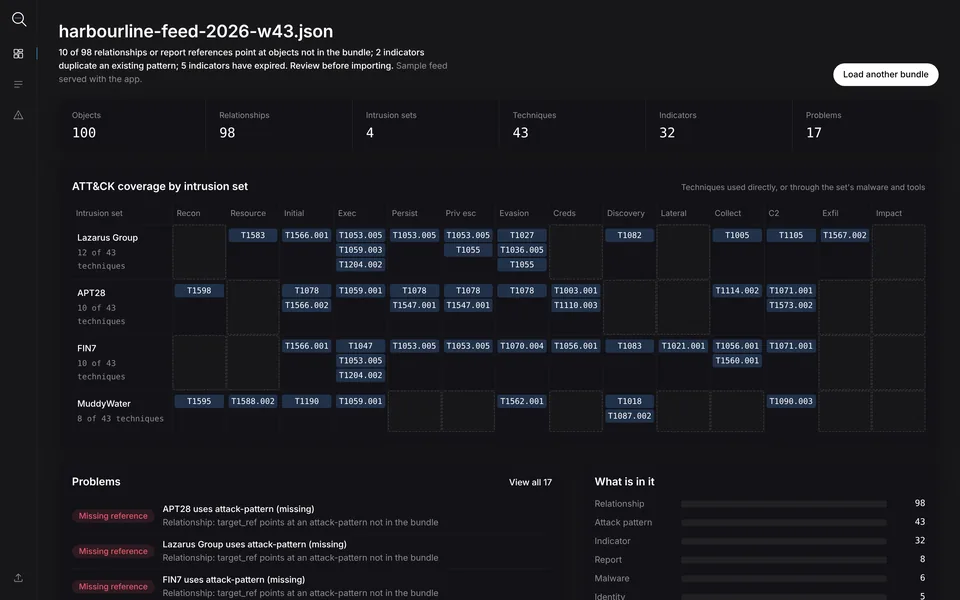 harbourline-feed-2026-w43.json
10 of 98 relationships or report references point at objects not in the bundle; 2 indicators
duplicate an existing pattern; 5 indicators have expired. Review before importing. Sample feed
served with the app.
Load another bundle
Objects Relationships Intrusion sets Techniques Indicators Problems
100 98 4 43 32 17
ATT&CK coverage by intrusion set
Techniques used directly, or through the set's malware and tools
Intrusion set Recon Resource Initial Exec Persist Priv esc Evasion Creds Discovery Lateral Collect C2 Exfil Impact
Lazarus Group T1583 T1566.001 T1053.005 T1053.005 T1053.005 T1027 T1082 T1005 T1105 T1567.002
12 of 43 T1059.003 T1055 T1036.005
techniques T1204.002 T1055
APT28 T1598 T1078 T1059.001 T1078 T1078 T1078 T1003.001 T1114.002 T1071.001
10 of 43 T1566.002 T1547.001 T1547.001 T1110.003 T1573.002
techniques
FIN7 T1566.001 T1047 T1053.005 T1053.005 T1070.004 T1056.001 T1083 T1021.001 T1056.001 T1071.001
10 of 43 T1053.005 T1560.001
techniques T1204.002
MuddyWater T1595 T1588.002 T1190 T1059.001 T1562.001 T1018 T1090.003
8 of 43 techniques T1087.002
Problems
View all 17
Missing reference APT28 uses attack-pattern (missing)
Relationship: target_ref points at an attack-pattern not in the bundle
Missing reference Lazarus Group uses attack-pattern (missing)
Relationship: target_ref points at an attack-pattern not in the bundle
Missing reference FIN7 uses attack-pattern (missing)
Relationship: target_ref points at an attack-pattern not in the bundle
What is in it
Relationship 98
Attack pattern 43
Indicator 32
Report 8
Malware 6
Identity 5